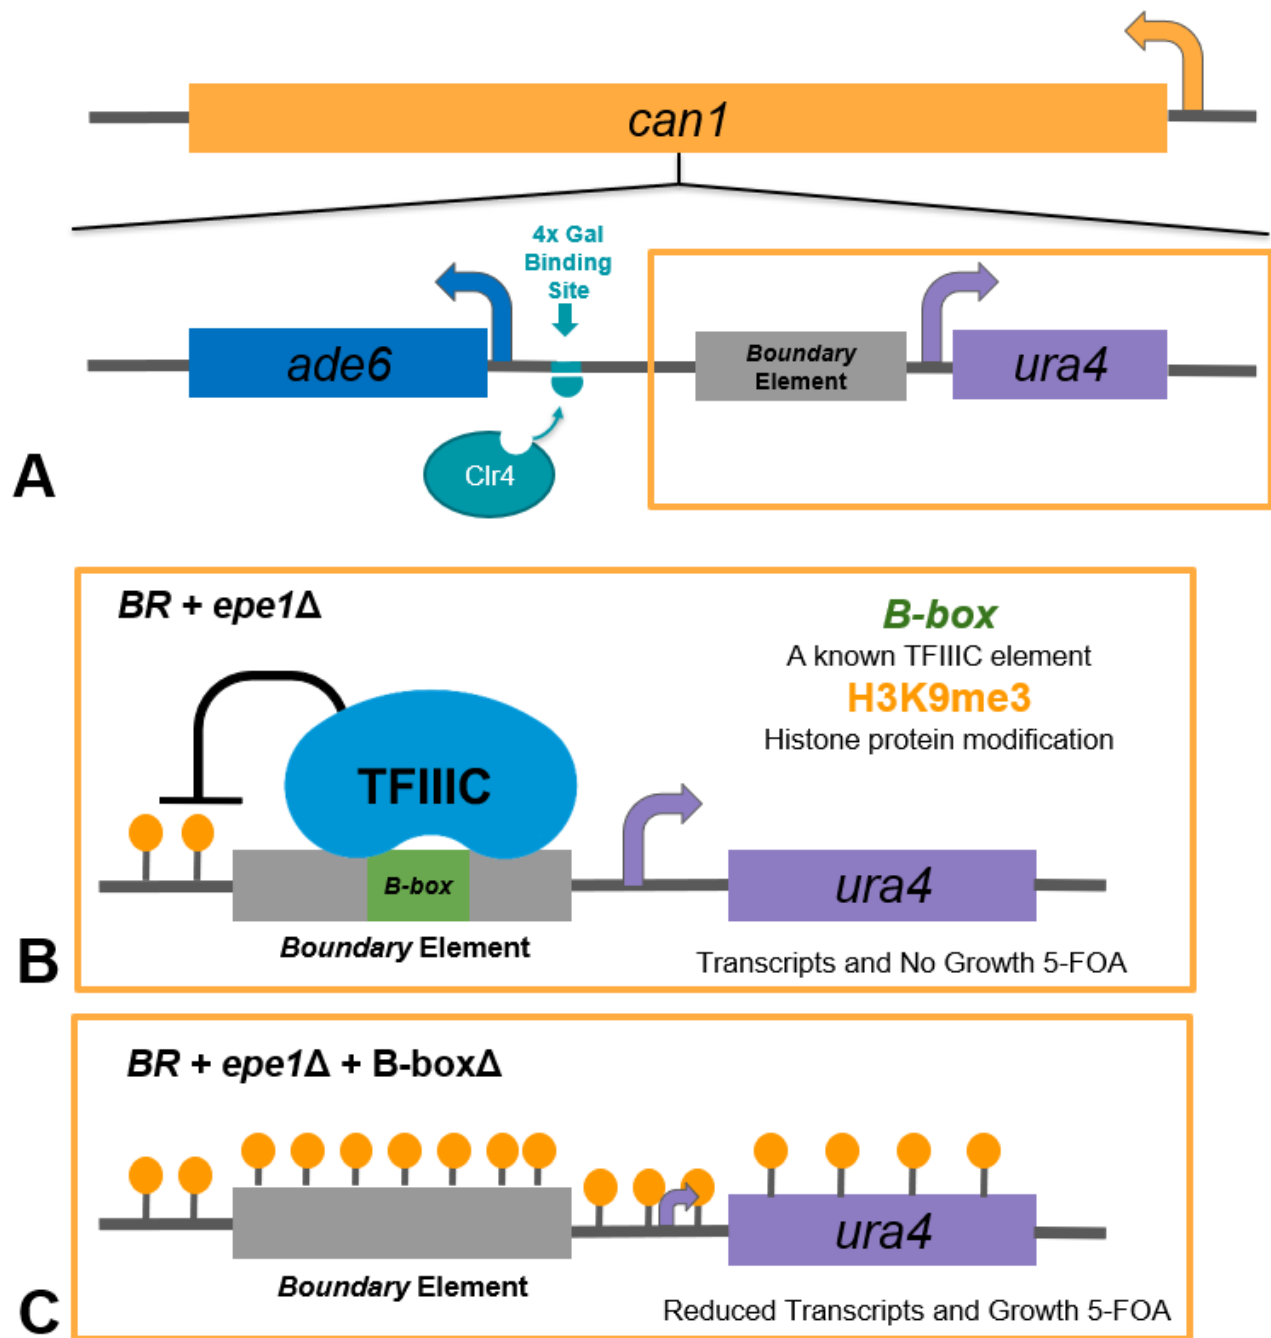 can1
4x Gal
Binding
Site
ade6
Boundary
Element
ura4
Clr4
A
BR + epe1Δ
B-box
A known TFIIIC element
H3K9me3
Histone protein modification
TFIIIC
B-box
ura4
Boundary Element
Transcripts and No Growth 5-FOA
B
BR + epe1Δ + B-boxΔ
ura4
Boundary Element
Reduced Transcripts and Growth 5-FOA
C